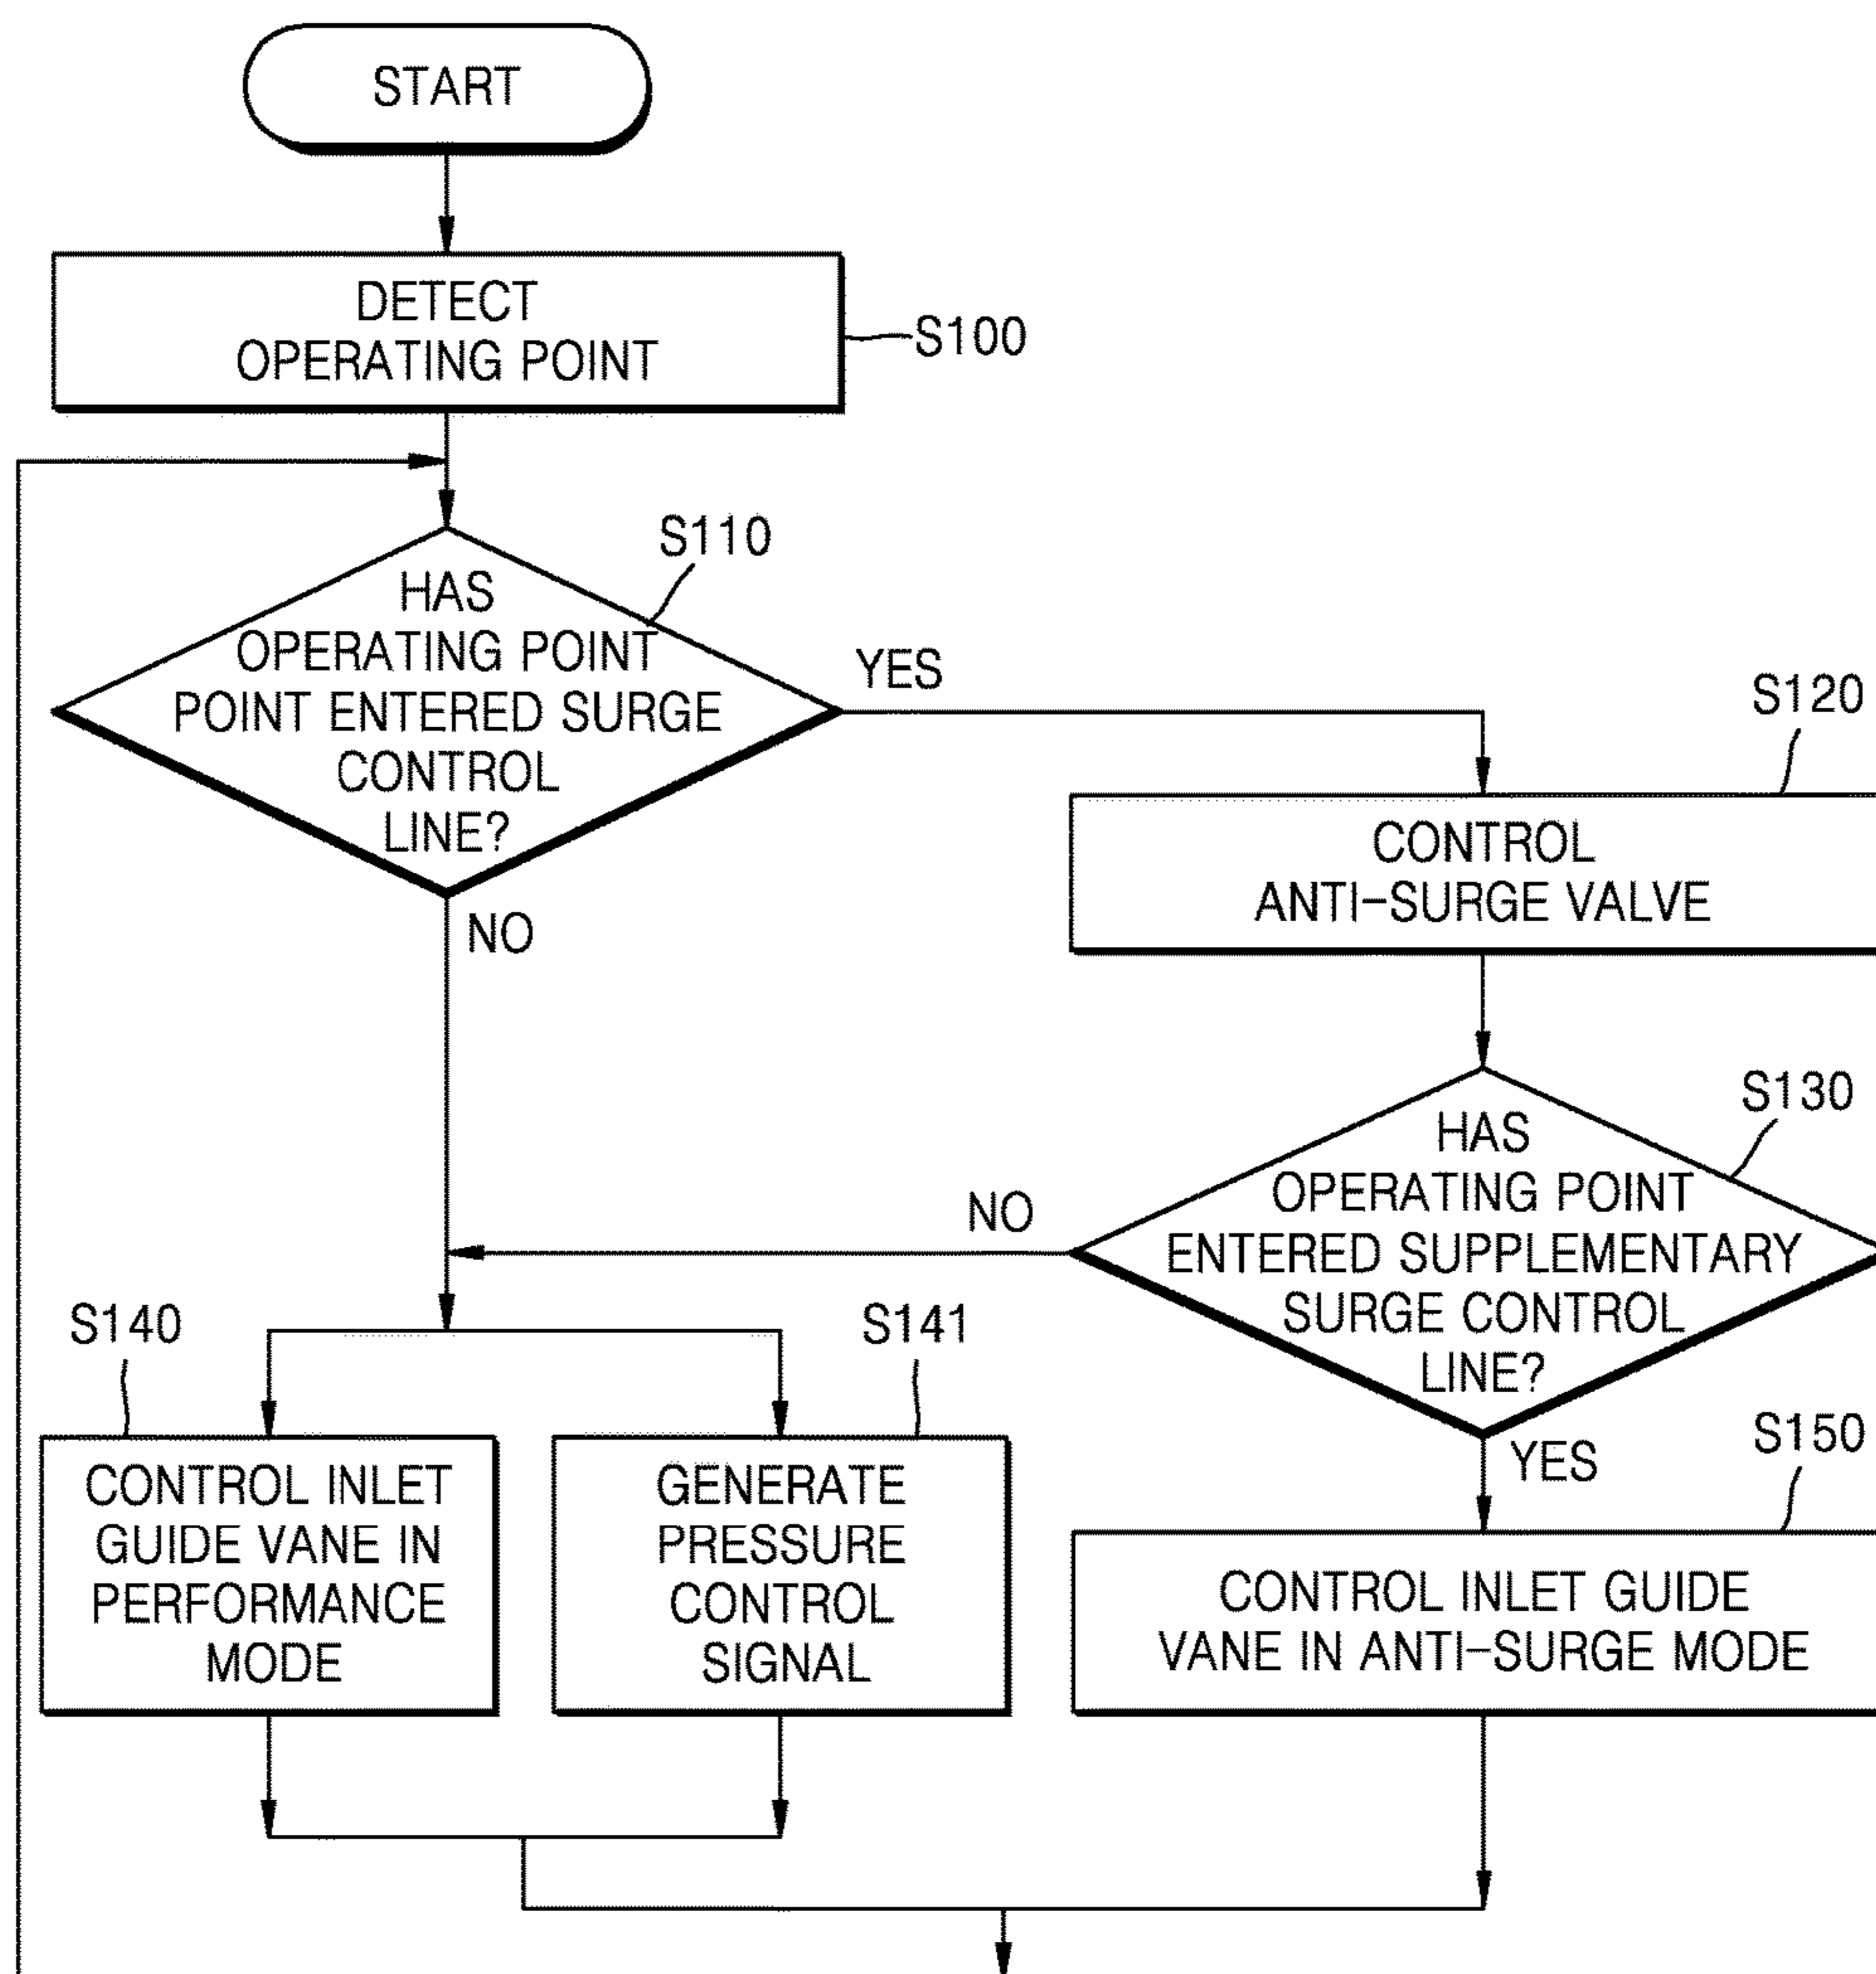 START
DETECT
OPERATING POINT
S100
S110
HAS
OPERATING POINT
POINT ENTERED SURGE
CONTROL
LINE?
YES
NO
S120
CONTROL
ANTI-SURGE VALVE
S130
HAS
OPERATING POINT
ENTERED SUPPLEMENTARY
SURGE CONTROL
LINE?
NO
YES
S140
CONTROL INLET
GUIDE VANE IN
PERFORMANCE
MODE
S141
GENERATE
PRESSURE
CONTROL
SIGNAL
S150
CONTROL INLET GUIDE
VANE IN ANTI-SURGE MODE